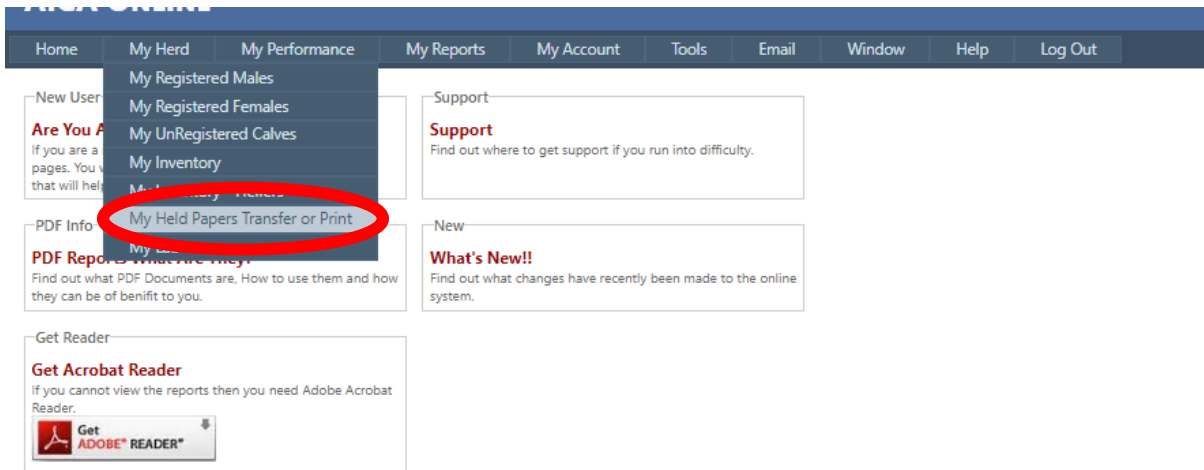 Home My Herd My Performance My Reports My Account Tools Email Window Help Log Out
My Registered Males
My Registered Females
My UnRegistered Calves
My Inventory
My Held Papers Transfer or Print
New User
Are You A
If you are a
pages. You
that will help
Support
Support
Find out where to get support if you run into difficulty.
PDF Info
PDF What Are
Find out what PDF Documents are, How to use them and how
they can be of benifit to you.
New
What's New!!
Find out what changes have recently been made to the online
system.
Get Reader
Get Acrobat Reader
If you cannot view the reports then you need Adobe Acrobat
Reader.
Get
ADOBE® READER®